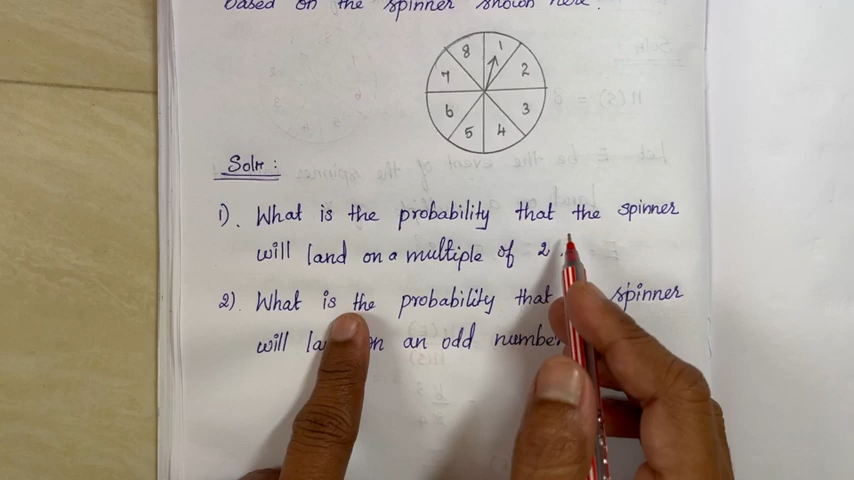 based on the spinner shown here.
8 1
7 2
6 3
5 4
Soln :
1). What is the probability that the spinner
will land on a multiple of 2
2). What is the probability that spinner
will on an odd number